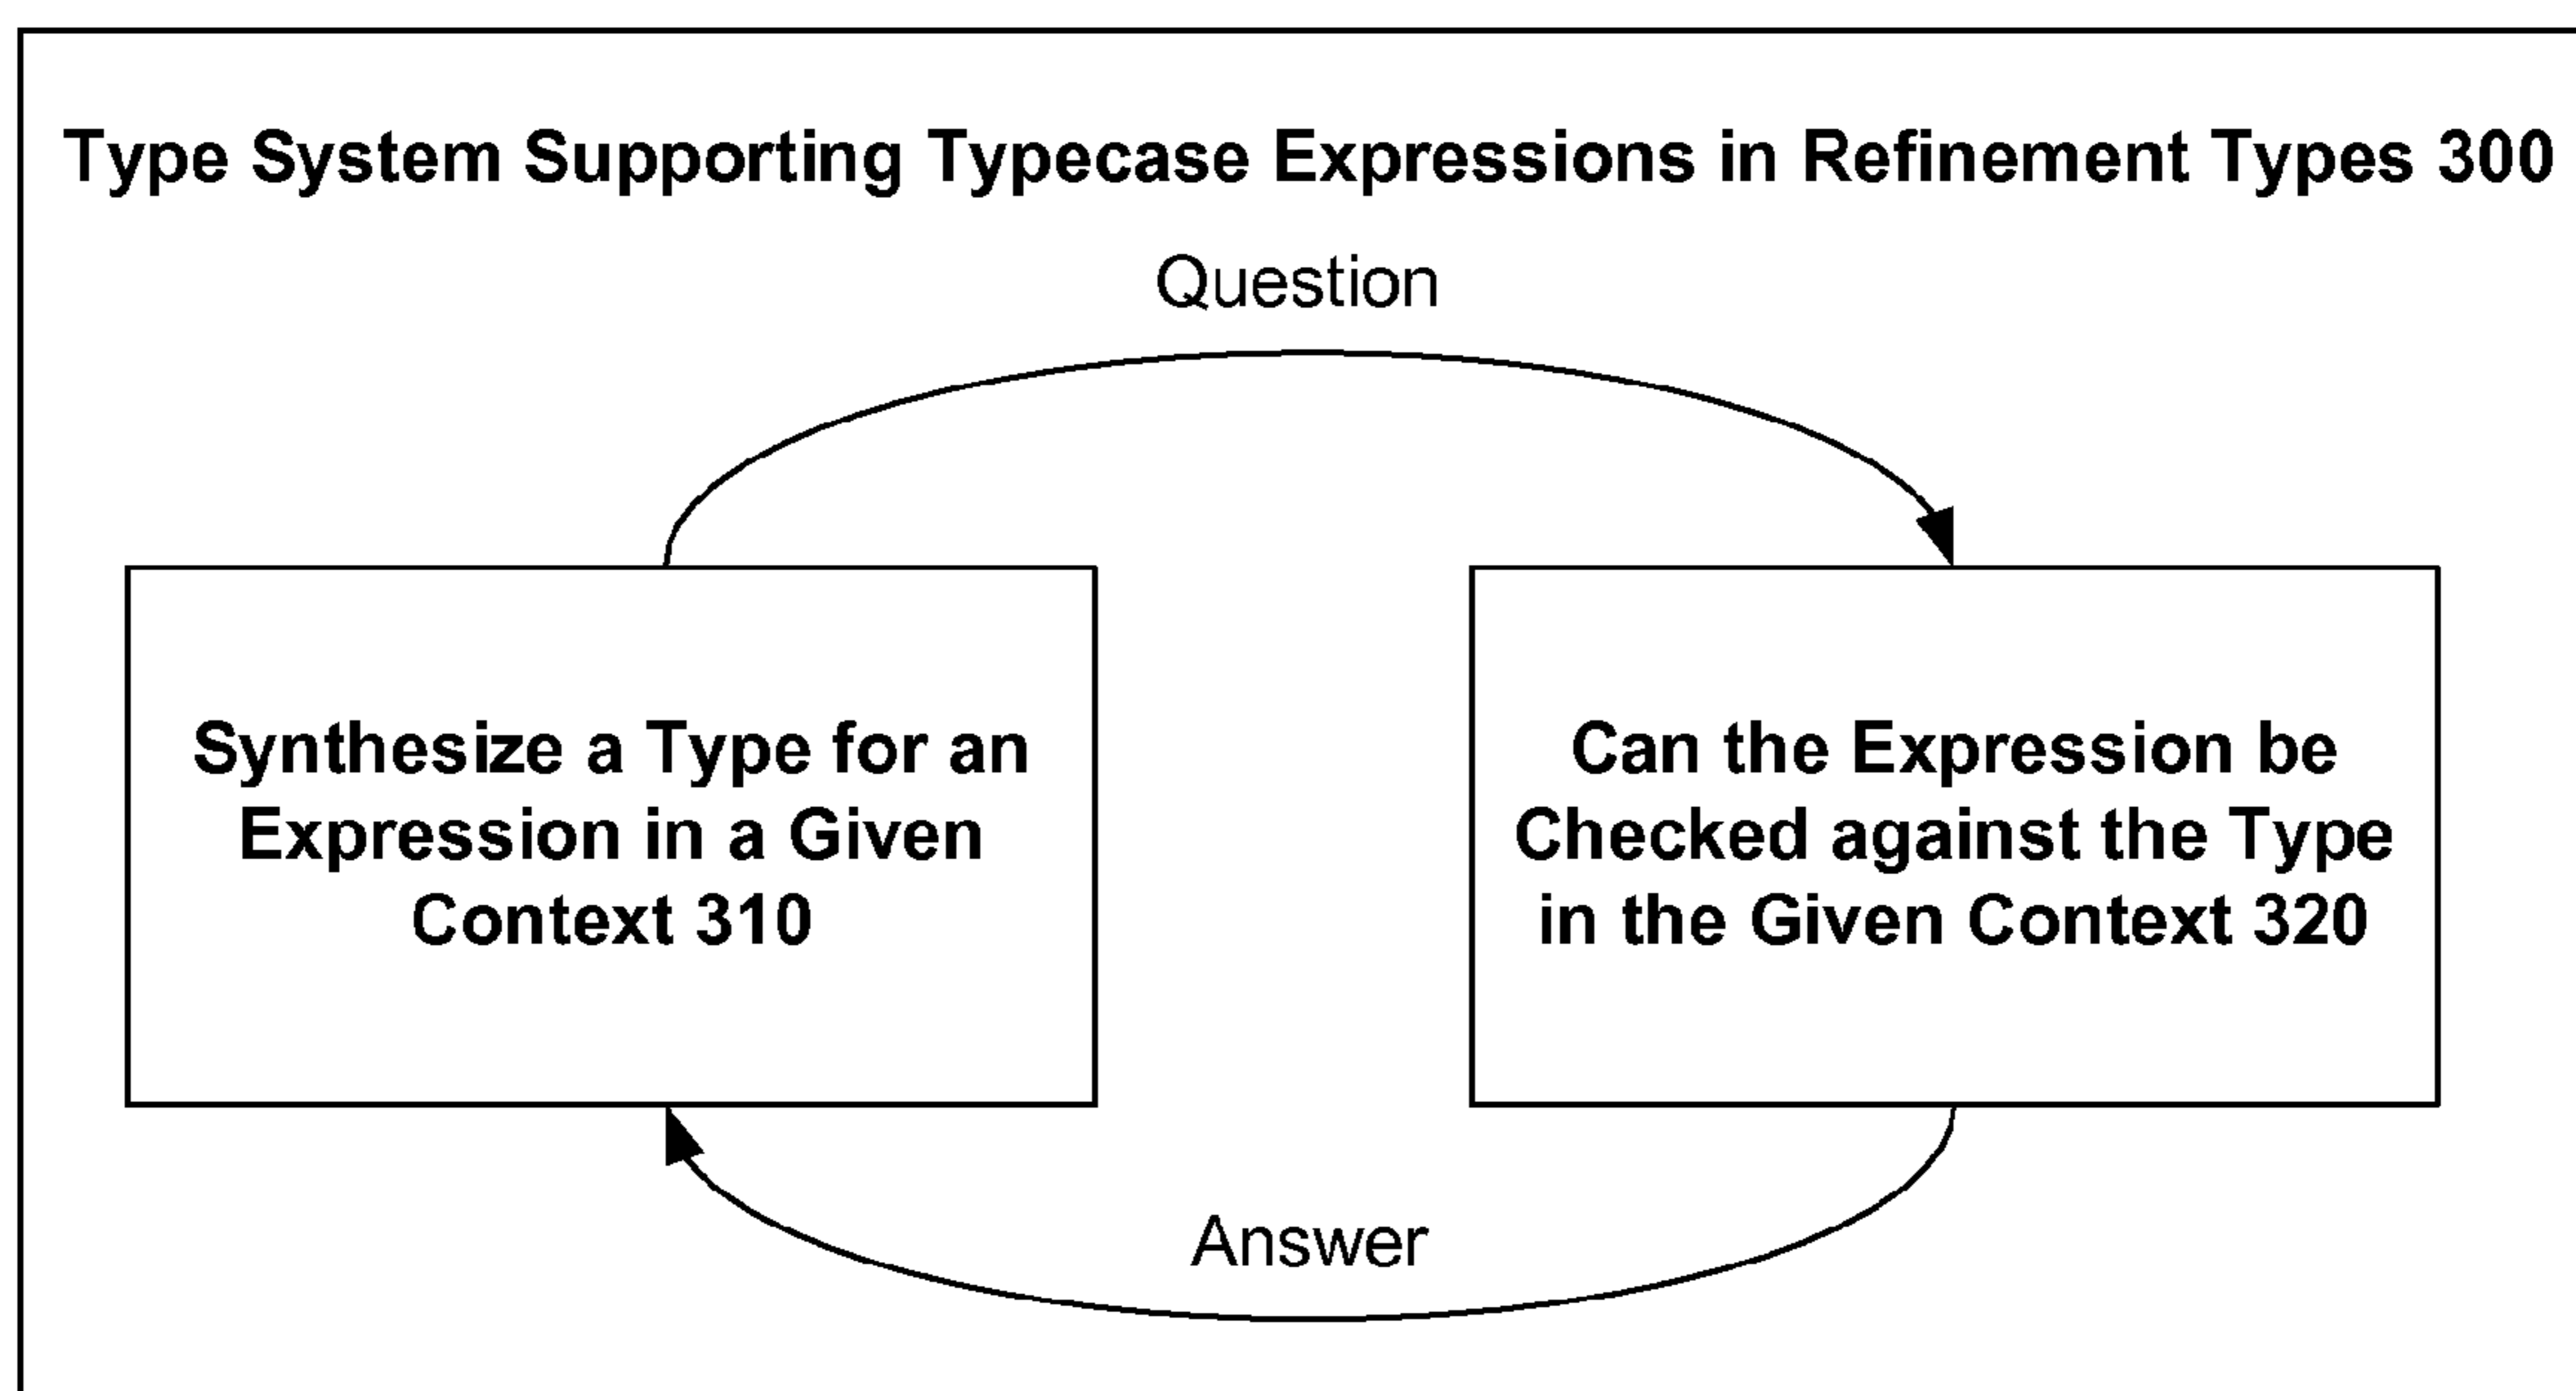 Type System Supporting Typecase Expressions in Refinement Types 300
Question
Synthesize a Type for an
Expression in a Given
Context 310
Can the Expression be
Checked against the Type
in the Given Context 320
Answer